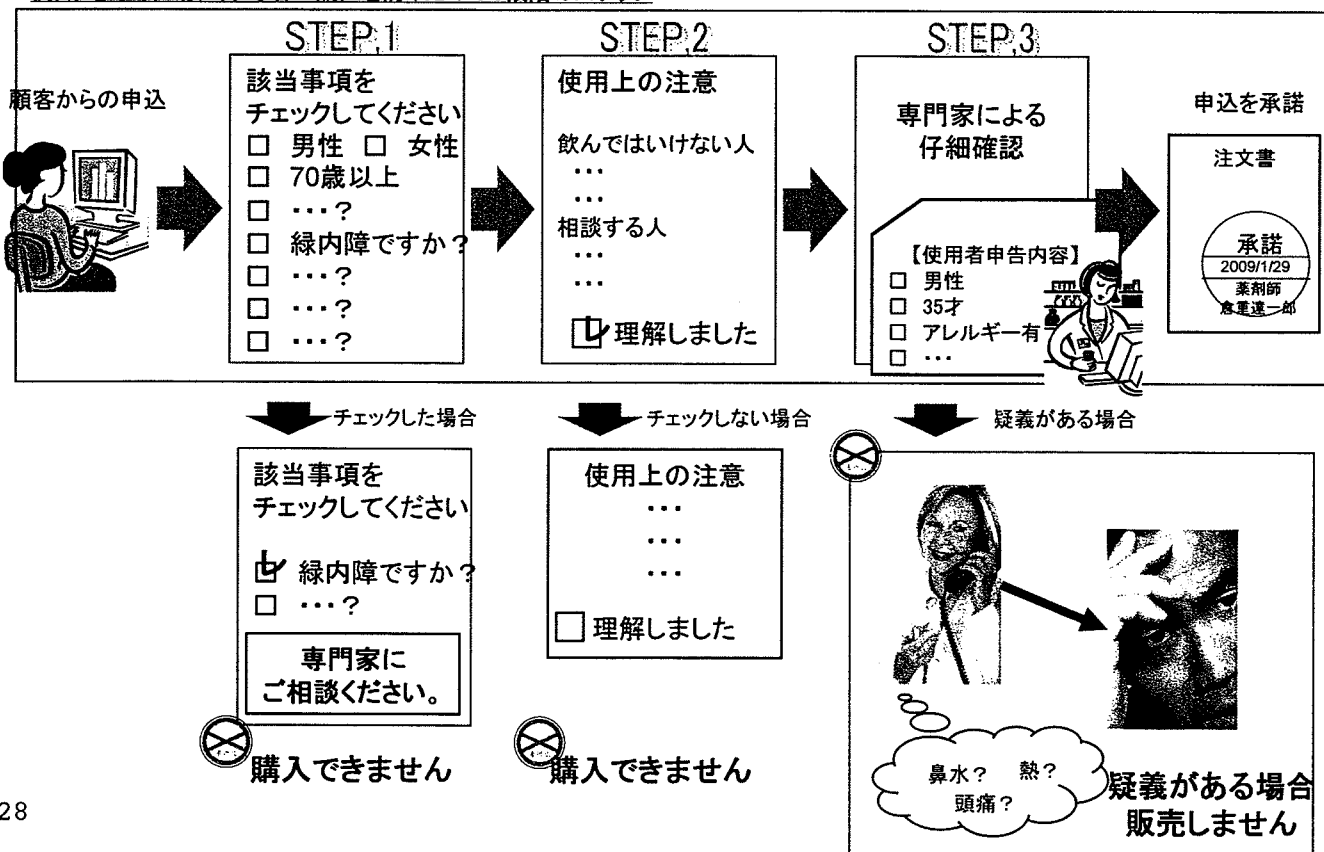 STEP,1
STEP,2
STEP,3
顧客からの申込
該当事項を
チェックしてください
□ 男性 □ 女性
□ 70歳以上
□ ・・・?
□ 緑内障ですか?
□ ・・・?
□ ・・・?
□ ・・・?
使用上の注意
飲んではいけない人
・・・
・・・
相談する人
・・・
・・・
理解しました
専門家による
仔細確認
【使用者申告内容】
□ 男性
□ 35才
□ アレルギー有
□ ・・・
申込を承諾
注文書
承諾
2009/1/29
薬剤師
倉重達一郎
チェックした場合
該当事項を
チェックしてください
緑内障ですか?
□ ・・・?
専門家に
ご相談ください。
購入できません
チェックしない場合
使用上の注意
・・・
・・・
・・・
□ 理解しました
購入できません
疑義がある場合
鼻水? 熱?
頭痛?
疑義がある場合
販売しません
28